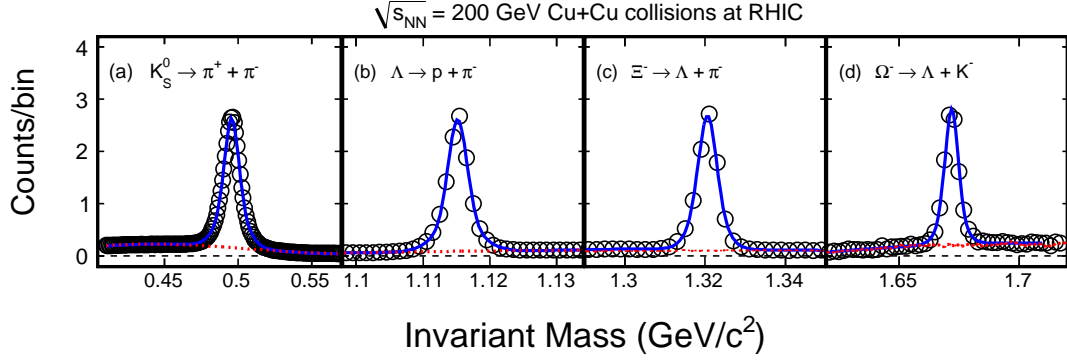 √s_NN = 200 GeV Cu+Cu collisions at RHIC
Counts/bin
4
3
2
1
0
(a) K⁰_S → π⁺ + π⁻
(b) Λ → p + π⁻
(c) Ξ⁻ → Λ + π⁻
(d) Ω⁻ → Λ + K⁻
0.45 0.5 0.55 1.1 1.11 1.12 1.13 1.3 1.32 1.34 1.65 1.7
Invariant Mass (GeV/c²)